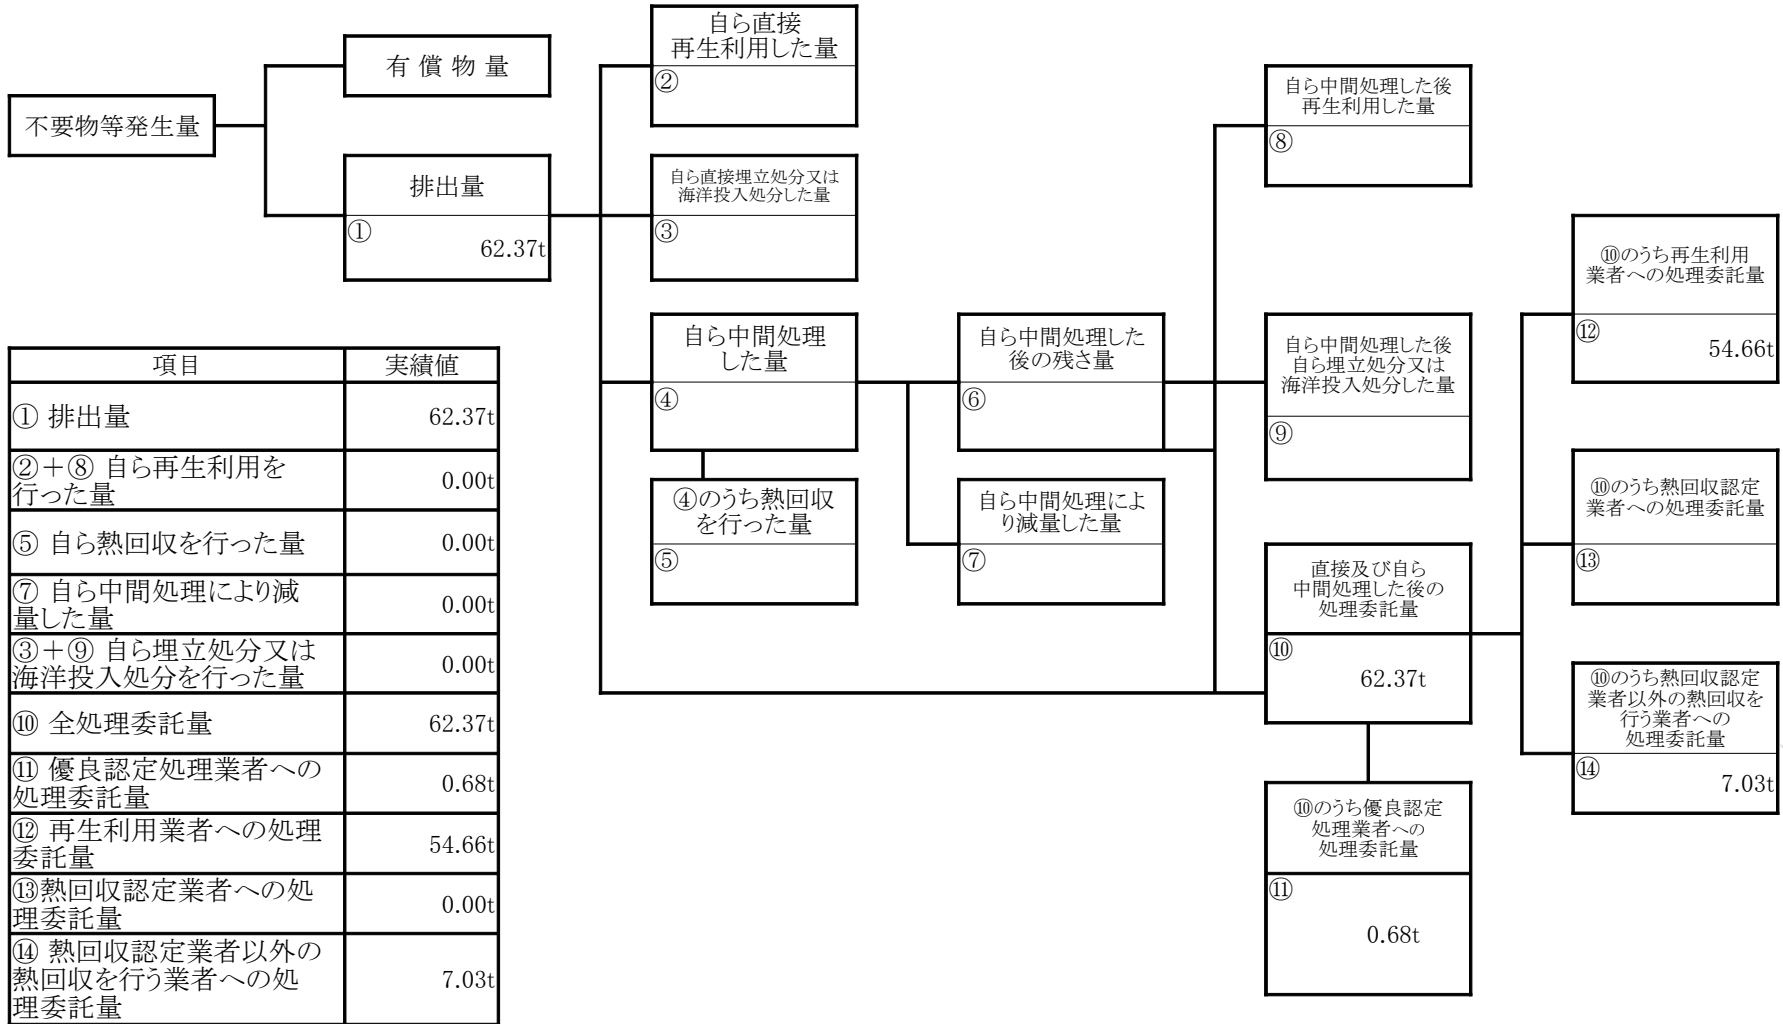 不要物等発生量
有 償 物 量
排出量
①
62.37t
自ら直接
再生利用した量
②
自ら直接埋立処分又は
海洋投入処分した量
③
自ら中間処理
した量
④
④のうち熱回収
を行った量
⑤
自ら中間処理した
後の残さ量
⑥
自ら中間処理によ
り減量した量
⑦
自ら中間処理した後
再生利用した量
⑧
自ら中間処理した後
自ら埋立処分又は
海洋投入処分した量
⑨
直接及び自ら
中間処理した後の
処理委託量
⑩
62.37t
⑩のうち優良認定
処理業者への
処理委託量
⑪
0.68t
⑩のうち再生利用
業者への処理委託量
⑫
54.66t
⑩のうち熱回収認定
業者への処理委託量
⑬
⑩のうち熱回収認定
業者以外の熱回収を
行う業者への
処理委託量
⑭
7.03t
項目 実績値
① 排出量 62.37t
②+⑧ 自ら再生利用を
行った量 0.00t
⑤ 自ら熱回収を行った量 0.00t
⑦ 自ら中間処理により減
量した量 0.00t
③+⑨ 自ら埋立処分又は
海洋投入処分を行った量 0.00t
⑩ 全処理委託量 62.37t
⑪ 優良認定処理業者への
処理委託量 0.68t
⑫ 再生利用業者への処理
委託量 54.66t
⑬熱回収認定業者への処
理委託量 0.00t
⑭ 熱回収認定業者以外の
熱回収を行う業者への処
理委託量 7.03t